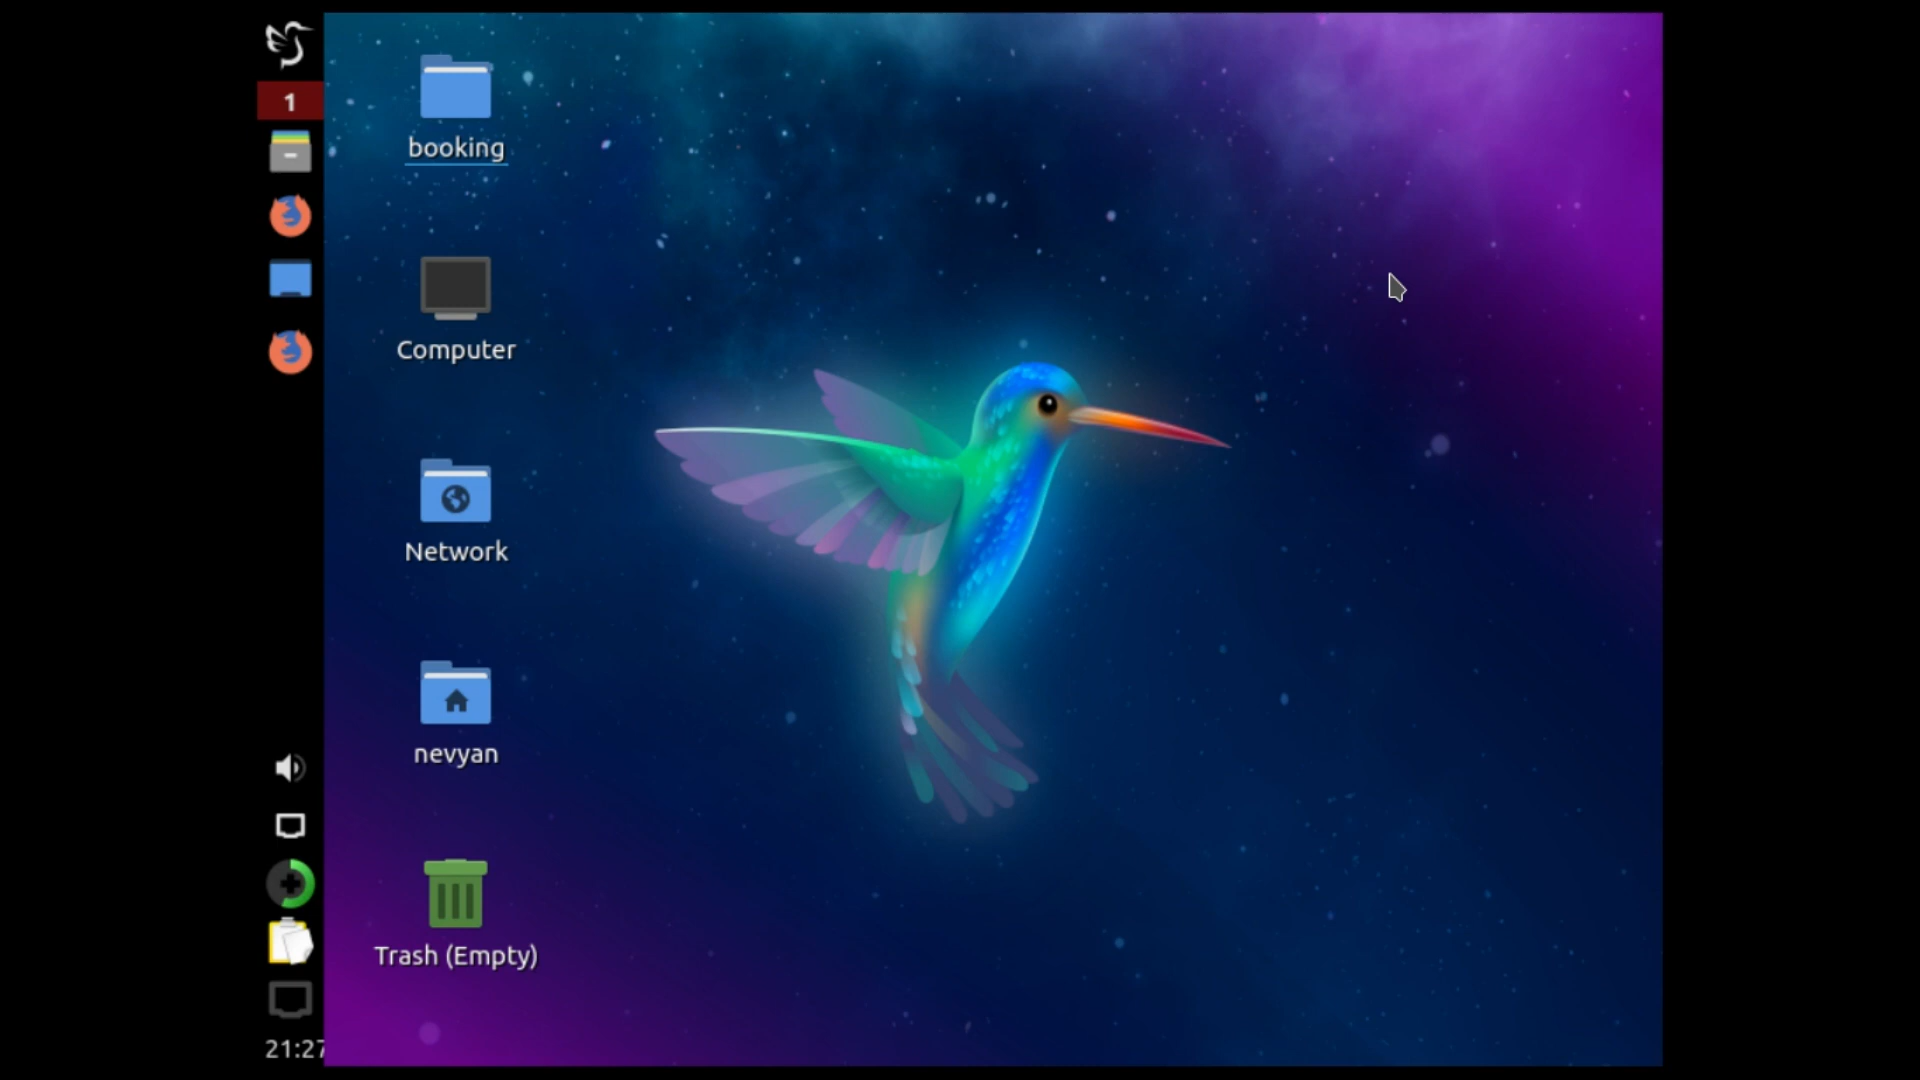 1
booking
Computer
Network
nevyan
Trash (Empty)
21:27